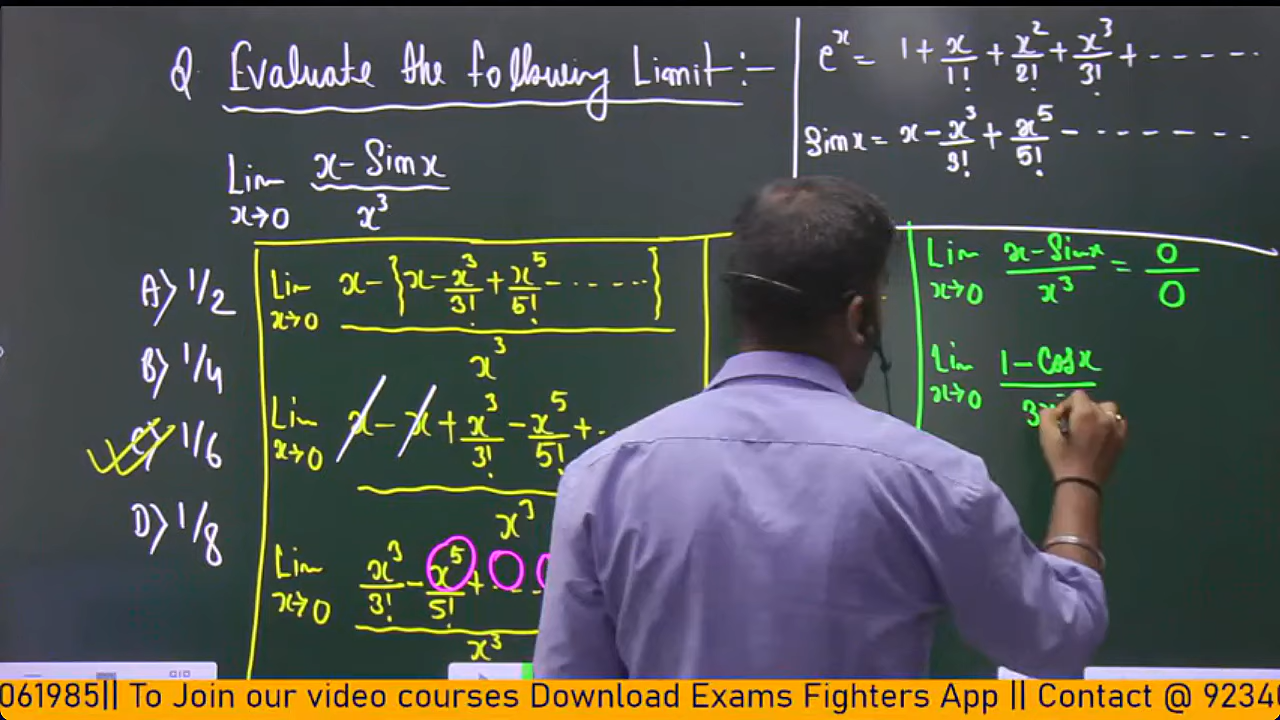 Q. Evaluate the following Limit :-
Lim x→0 (x - Sin x)/x³
A) 1/2
B) 1/4
C) 1/6
D) 1/8
e^x = 1 + x/1! + x²/2! + x³/3! + ------
Sin x = x - x³/3! + x⁵/5! - --------
Lim x→0 (x - {x - x³/3! + x⁵/5! - ------})/x³
Lim x→0 (x - x + x³/3! - x⁵/5! + --
Lim x→0 (x³/3! - x⁵/5! + --
x³
x³
Lim x→0 (x - Sin x)/x³ = 0/0
Lim x→0 (1 - Cos x)/3x
061985|| To Join our video courses Download Exams Fighters App || Contact @ 9234